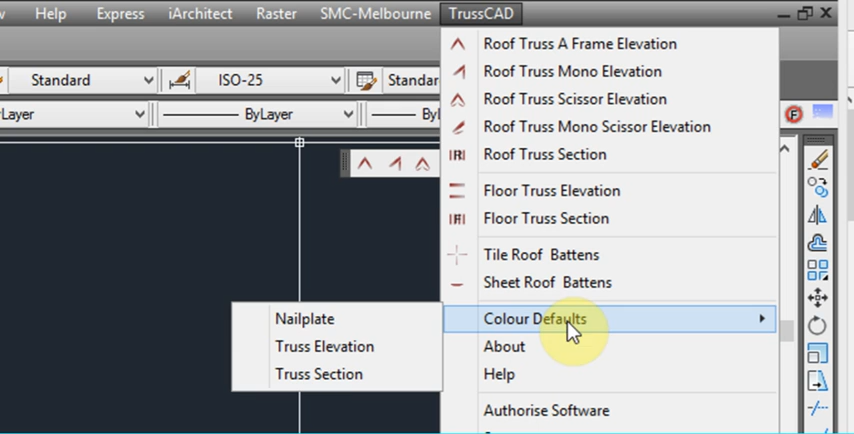 Help Express iArchitect Raster SMC-Melbourne TrussCAD
Standard ISO-25 Standar
Layer ByLayer ByL
Roof Truss A Frame Elevation
Roof Truss Mono Elevation
Roof Truss Scissor Elevation
Roof Truss Mono Scissor Elevation
Roof Truss Section
Floor Truss Elevation
Floor Truss Section
Tile Roof Battens
Sheet Roof Battens
Colour Defaults
About
Help
Authorise Software
Nailplate
Truss Elevation
Truss Section